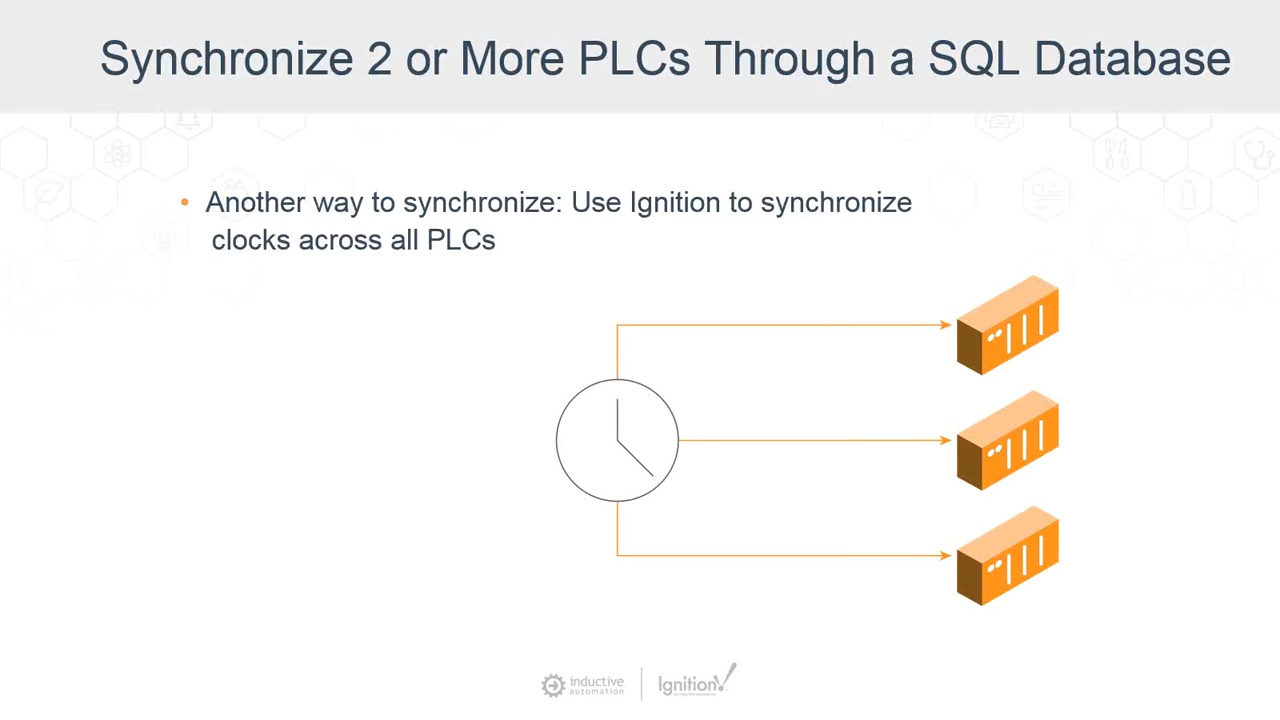 Synchronize 2 or More PLCs Through a SQL Database
• Another way to synchronize: Use Ignition to synchronize
clocks across all PLCs
inductive
automation
Ignition!